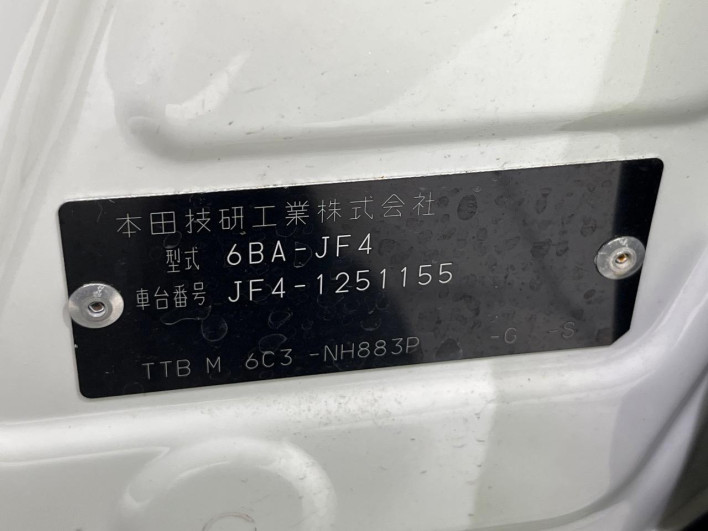 本田技研工業株式会社
型式 6BA-JF4
車台番号 JF4-1251155
TTB M 6C3 -NH883P -G -S